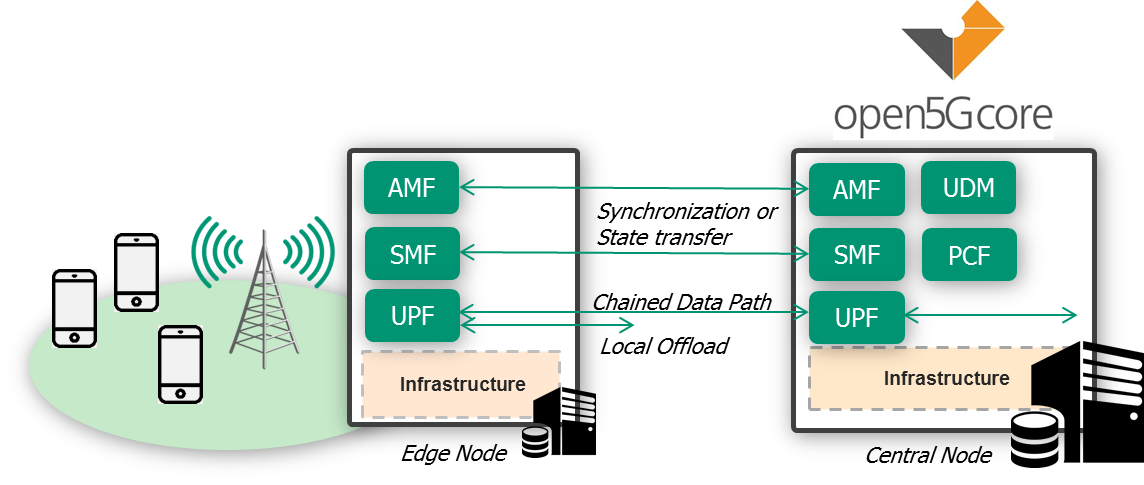 open5Gcore
AMF
SMF
UPF
Infrastructure
Edge Node
Synchronization or
State transfer
Chained Data Path
Local Offload
AMF
UDM
SMF
PCF
UPF
Infrastructure
Central Node